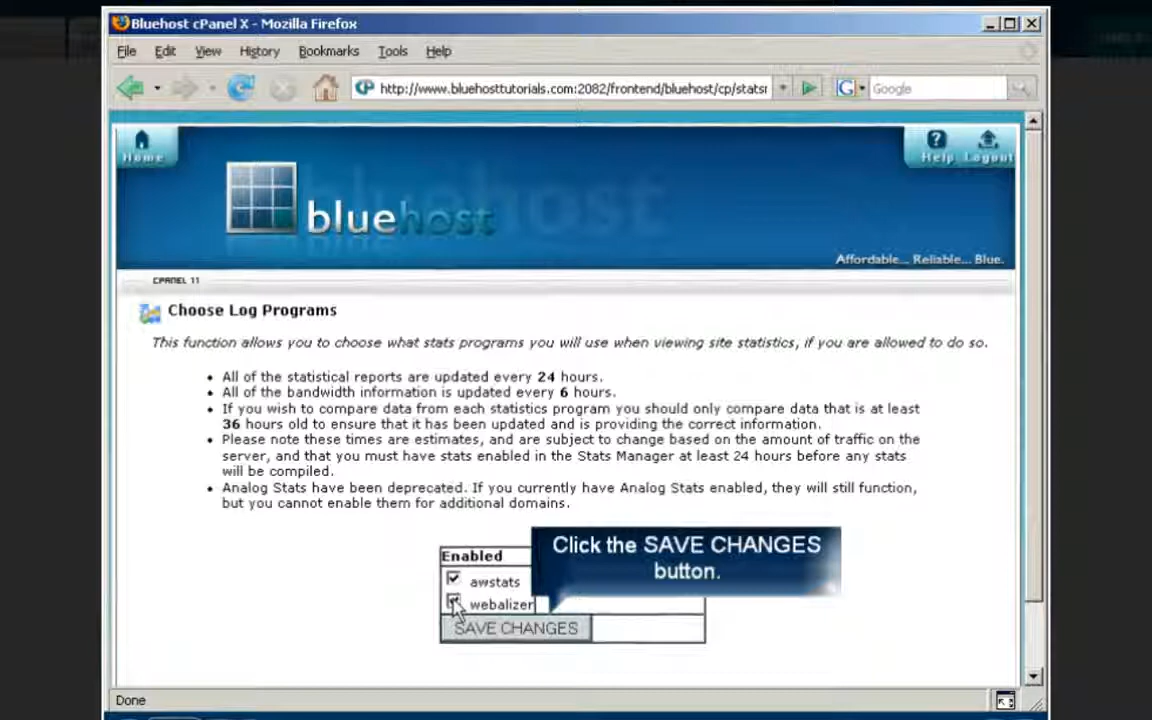 Bluehost cPanel X - Mozilla Firefox
File Edit View History Bookmarks Tools Help
http://www.bluehosttutorials.com:2082/frontend/bluehost/cp/stats
Google
Home
Help Logout
bluehost
Affordable... Reliable... Blue.
CPANEL 11
Choose Log Programs
This function allows you to choose what stats programs you will use when viewing site statistics, if you are allowed to do so.
• All of the statistical reports are updated every 24 hours.
• All of the bandwidth information is updated every 6 hours.
• If you wish to compare data from each statistics program you should only compare data that is at least
36 hours old to ensure that it has been updated and is providing the correct information.
• Please note these times are estimates, and are subject to change based on the amount of traffic on the
server, and that you must have stats enabled in the Stats Manager at least 24 hours before any stats
will be compiled.
• Analog Stats have been deprecated. If you currently have Analog Stats enabled, they will still function,
but you cannot enable them for additional domains.
Enabled
Click the SAVE CHANGES
button.
awstats
webalizer
SAVE CHANGES
Done